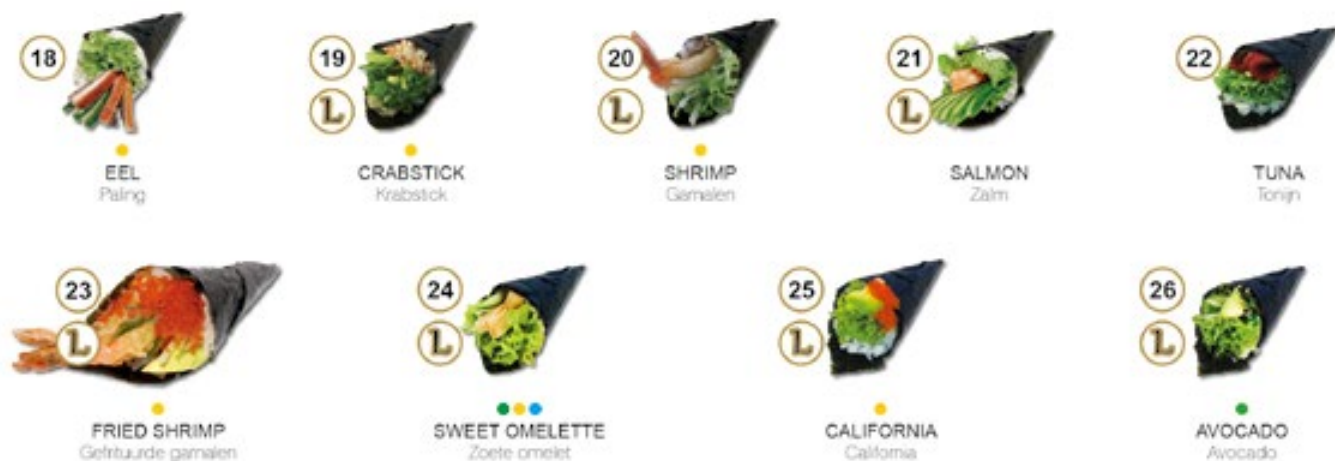 18
19
L
20
L
21
L
22
EEL
Paling
CRABSTICK
Krabstick
SHRIMP
Garnalen
SALMON
Zalm
TUNA
Tonijn
23
L
24
L
25
L
26
L
FRIED SHRIMP
Gefrituurde garnalen
SWEET OMELETTE
Zoete omelet
CALIFORNIA
California
AVOCADO
Avocado